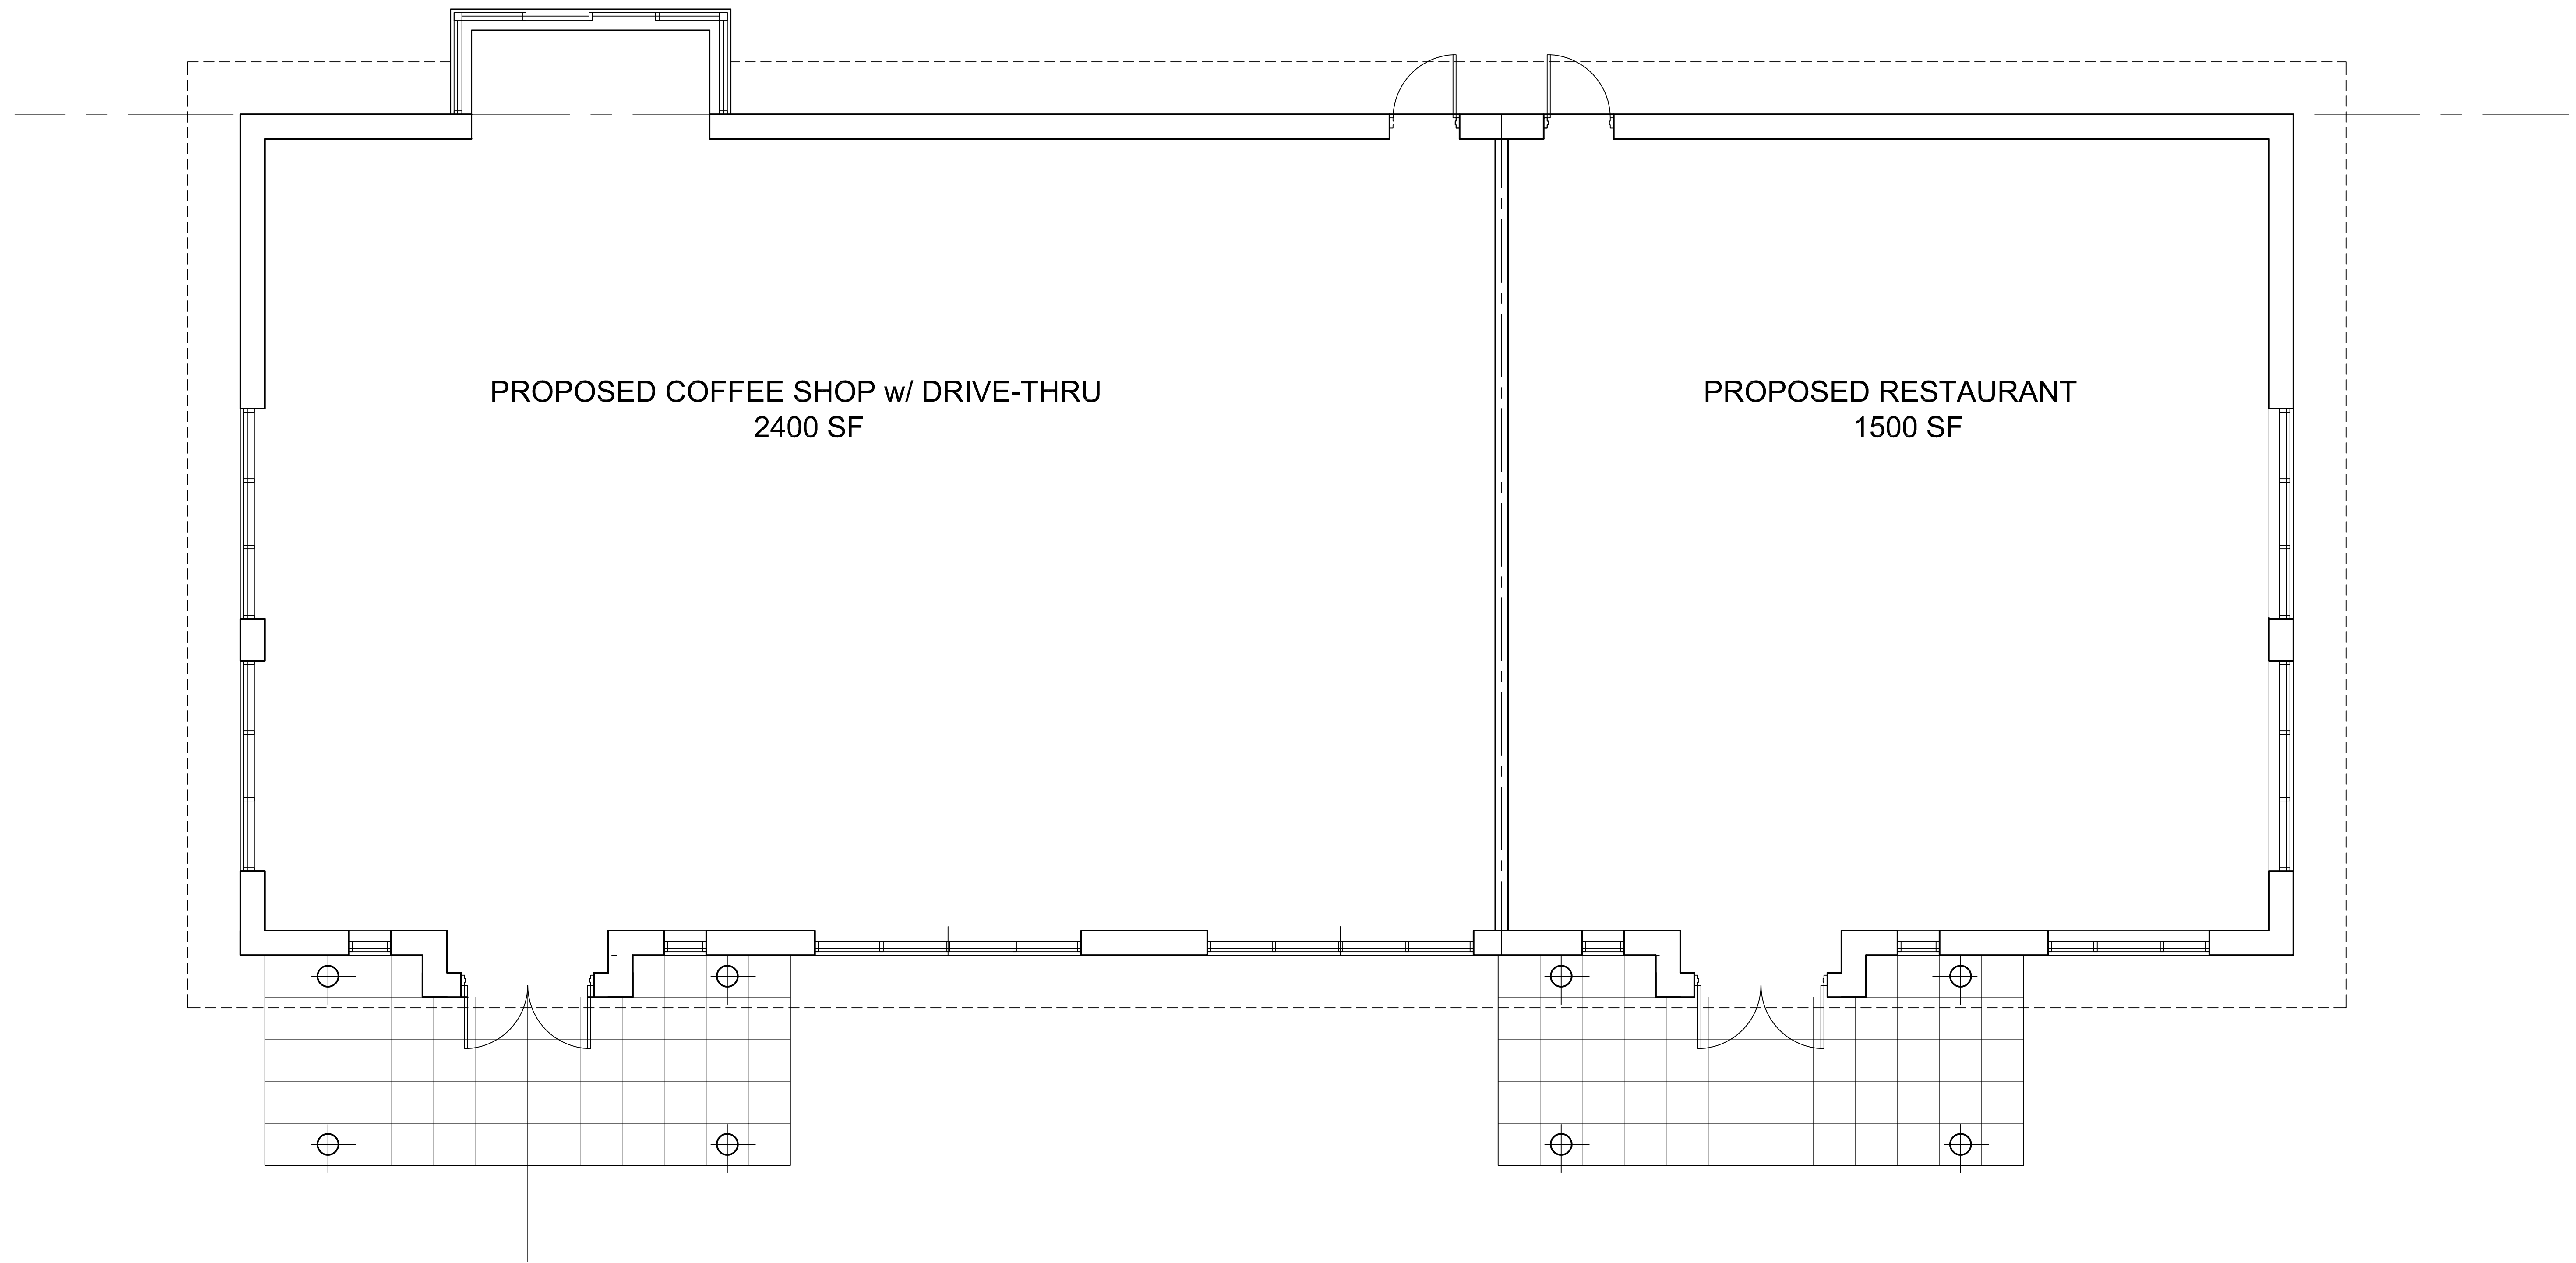 PROPOSED COFFEE SHOP w/ DRIVE-THRU
2400 SF
PROPOSED RESTAURANT
1500 SF